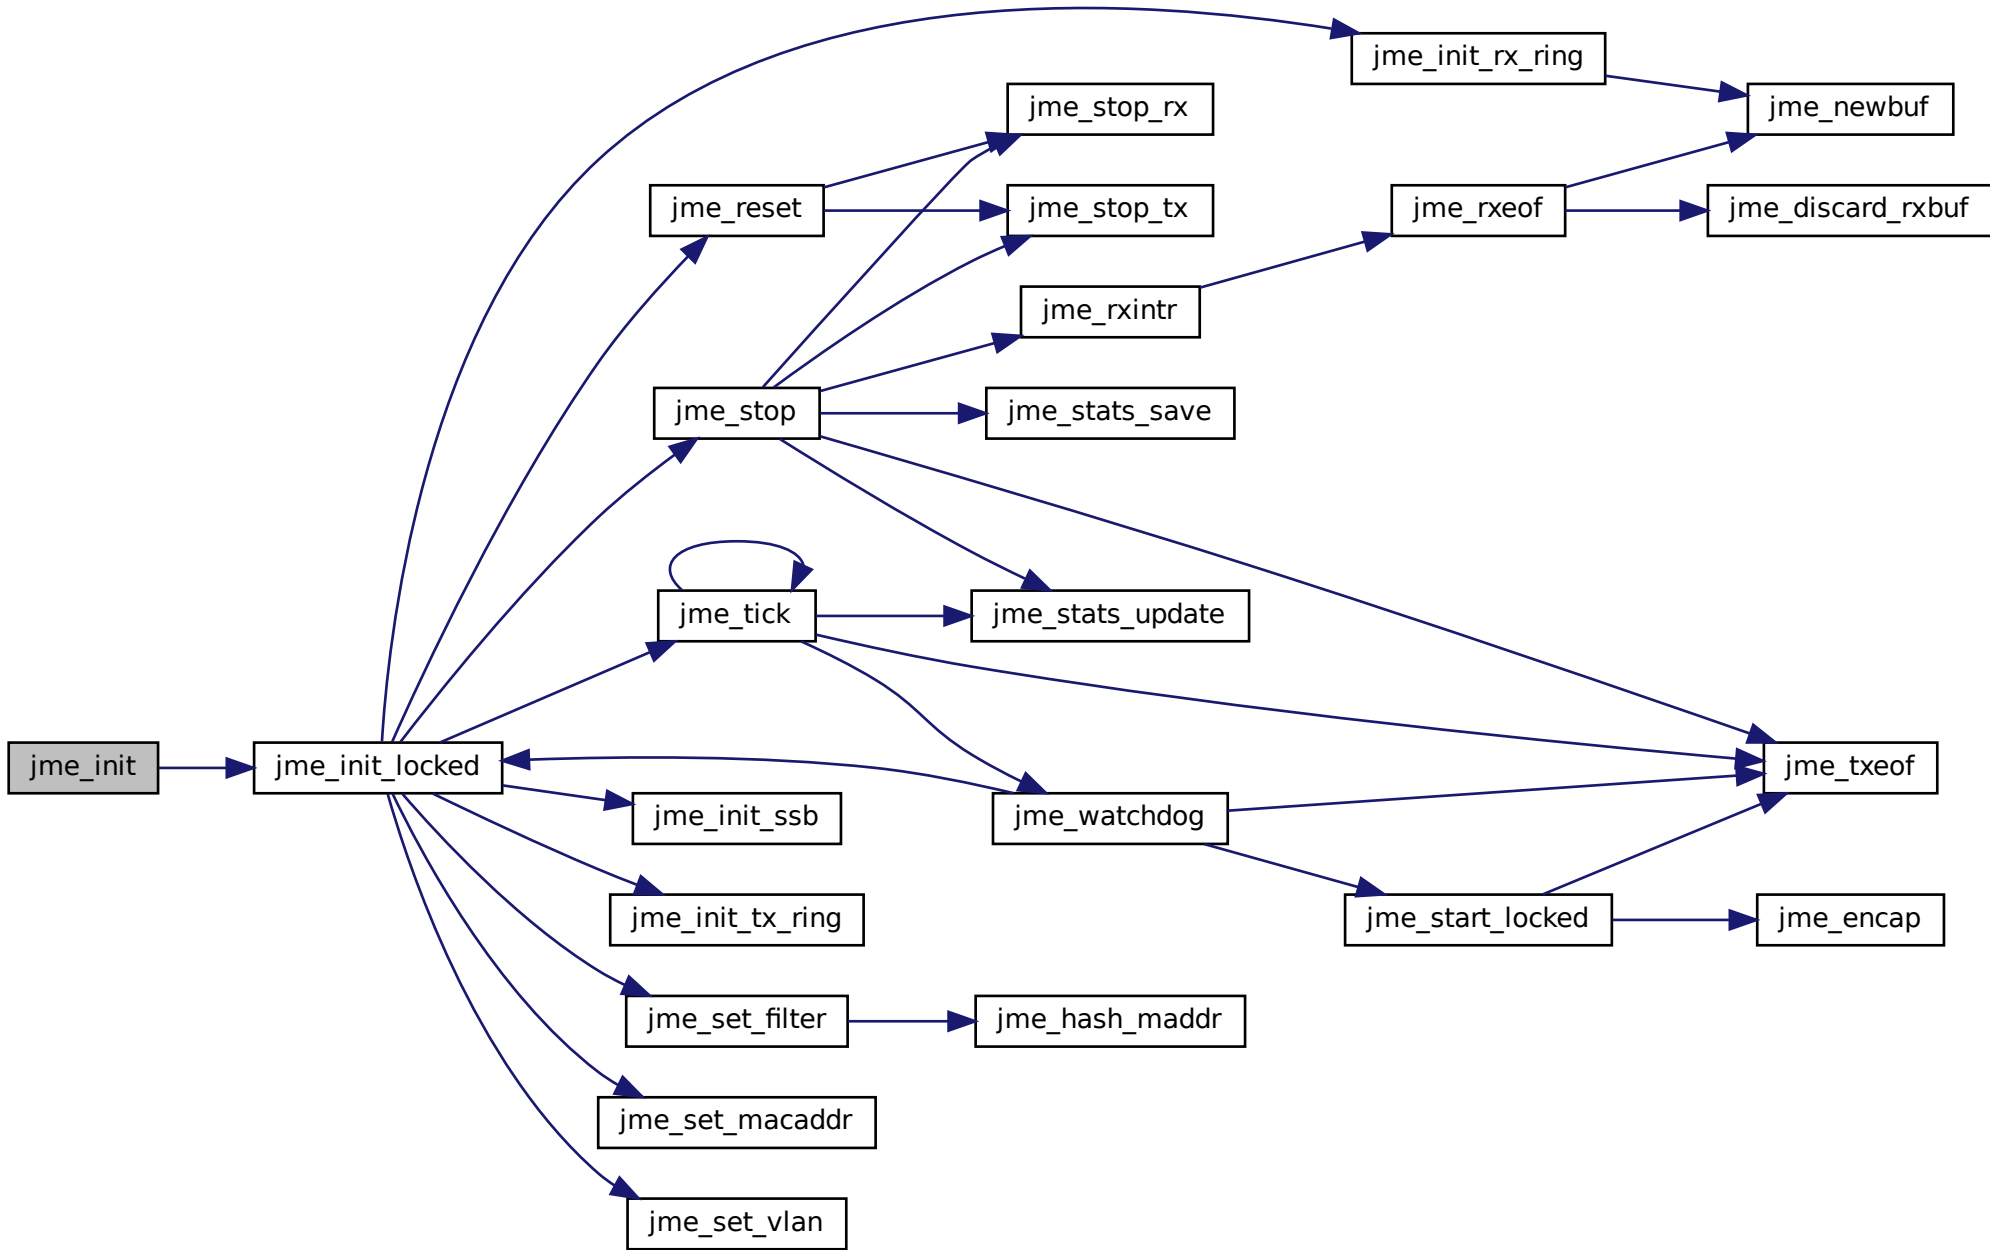 jme_init_rx_ring
jme_stop_rx
jme_newbuf
jme_reset
jme_stop_tx
jme_rxeof
jme_discard_rxbuf
jme_rxintr
jme_stop
jme_stats_save
jme_tick
jme_stats_update
jme_init
jme_init_locked
jme_txeof
jme_init_ssb
jme_watchdog
jme_init_tx_ring
jme_start_locked
jme_encap
jme_set_filter
jme_hash_maddr
jme_set_macaddr
jme_set_vlan